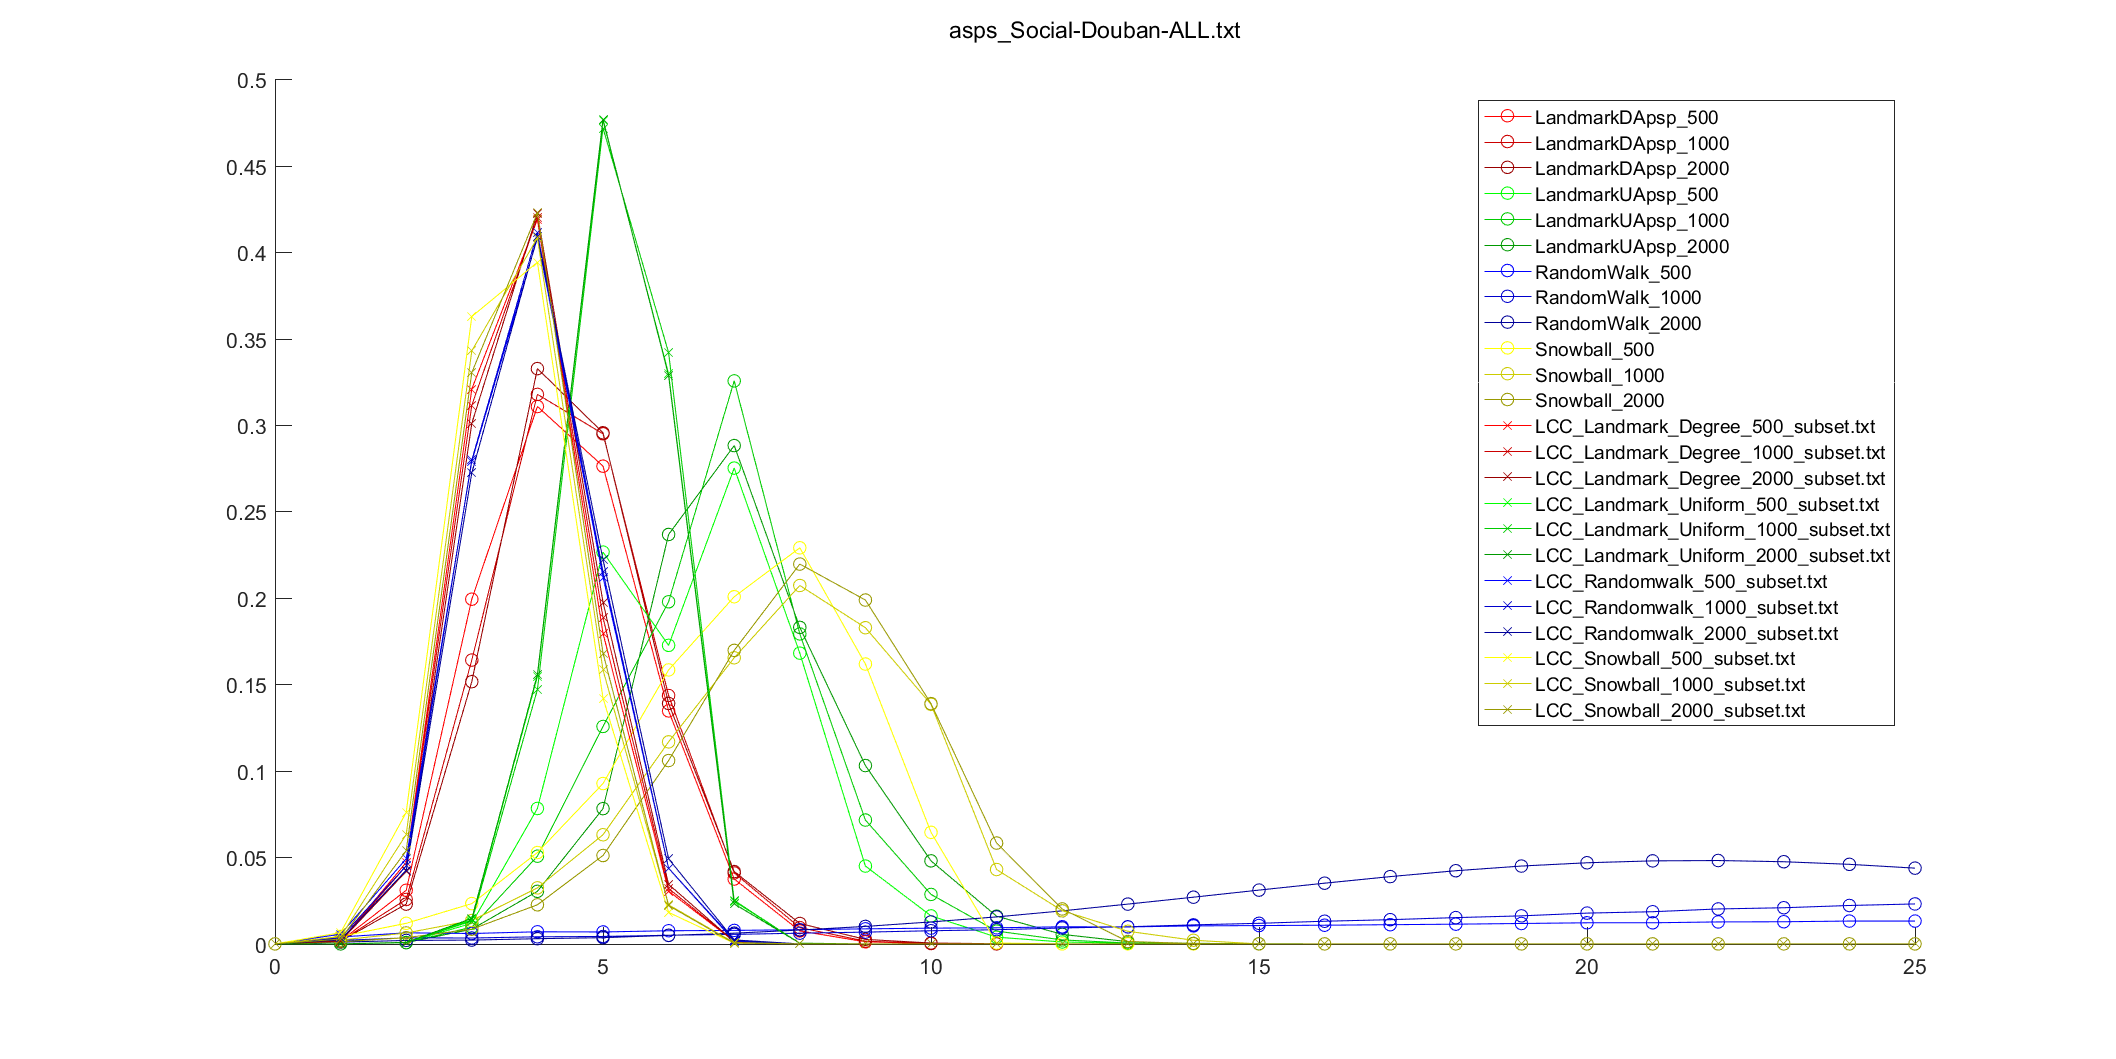 asps_Social-Douban-ALL.txt
0.5
0.45
0.4
0.35
0.3
0.25
0.2
0.15
0.1
0.05
0
0 5 10 15 20 25
LandmarkDApsp_500
LandmarkDApsp_1000
LandmarkDApsp_2000
LandmarkUApsp_500
LandmarkUApsp_1000
LandmarkUApsp_2000
RandomWalk_500
RandomWalk_1000
RandomWalk_2000
Snowball_500
Snowball_1000
Snowball_2000
LCC_Landmark_Degree_500_subset.txt
LCC_Landmark_Degree_1000_subset.txt
LCC_Landmark_Degree_2000_subset.txt
LCC_Landmark_Uniform_500_subset.txt
LCC_Landmark_Uniform_1000_subset.txt
LCC_Landmark_Uniform_2000_subset.txt
LCC_Randomwalk_500_subset.txt
LCC_Randomwalk_1000_subset.txt
LCC_Randomwalk_2000_subset.txt
LCC_Snowball_500_subset.txt
LCC_Snowball_1000_subset.txt
LCC_Snowball_2000_subset.txt